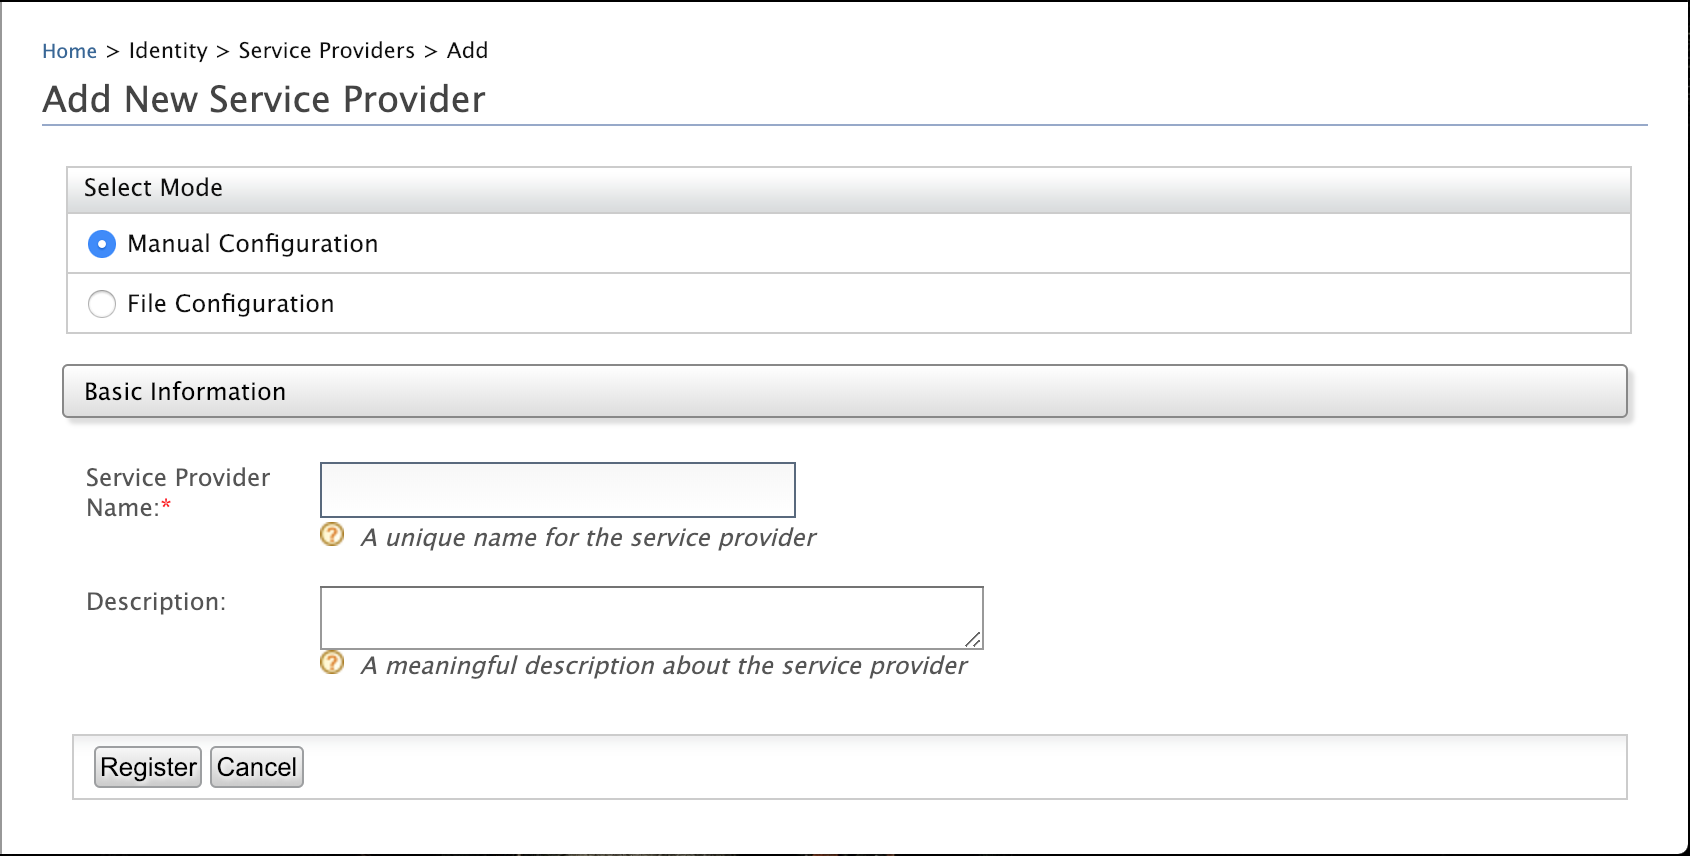 Home > Identity > Service Providers > Add
Add New Service Provider
Select Mode
Manual Configuration
File Configuration
Basic Information
Service Provider
Name:*
? A unique name for the service provider
Description:
? A meaningful description about the service provider
Register Cancel